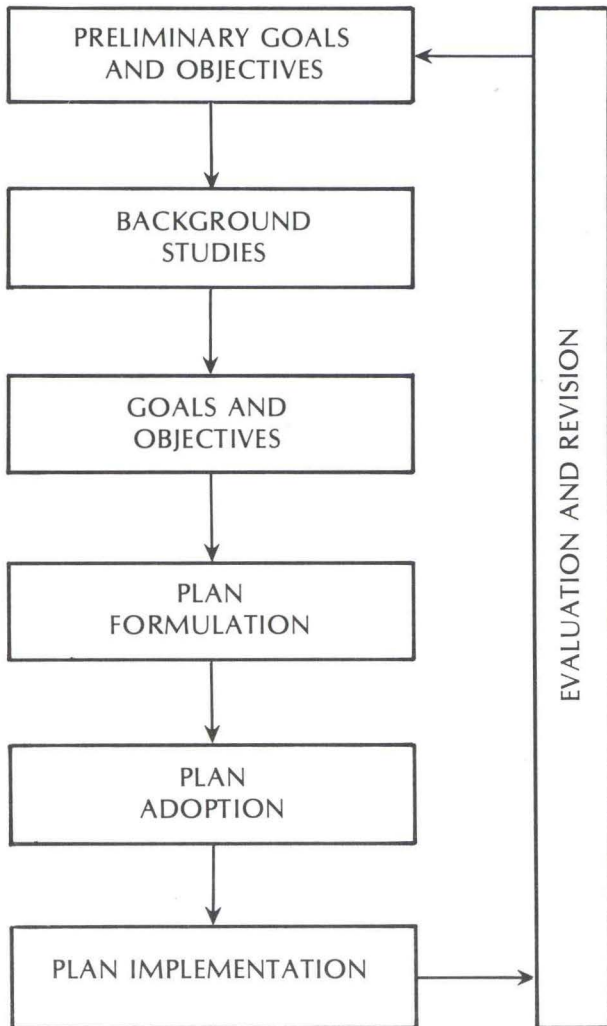 PRELIMINARY GOALS
AND OBJECTIVES
BACKGROUND
STUDIES
GOALS AND
OBJECTIVES
PLAN
FORMULATION
PLAN
ADOPTION
PLAN IMPLEMENTATION
EVALUATION AND REVISION